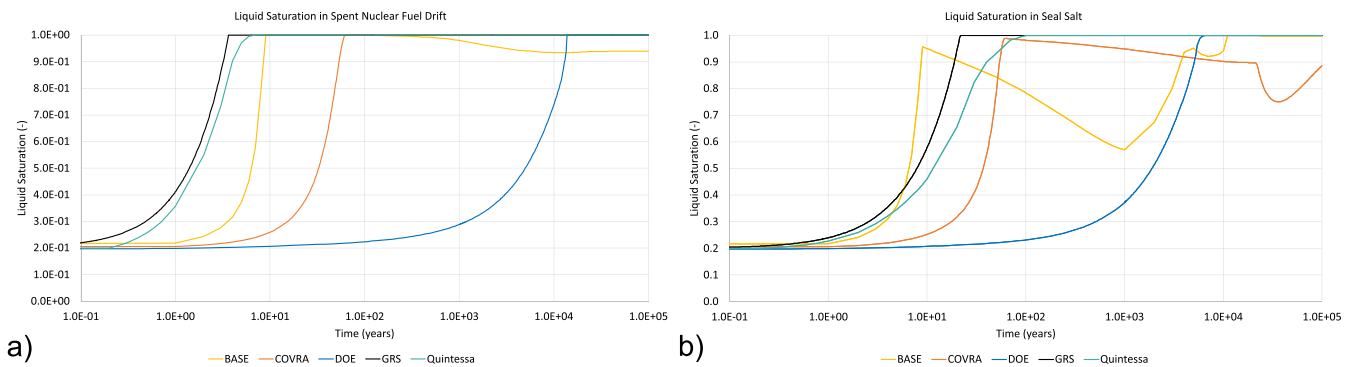 Liquid Saturation in Spent Nuclear Fuel Drift
Liquid Saturation (-)
1.0E+00
9.0E-01
8.0E-01
7.0E-01
6.0E-01
5.0E-01
4.0E-01
3.0E-01
2.0E-01
1.0E-01
0.0E+00
1.0E-01 1.0E+00 1.0E+01 1.0E+02 1.0E+03 1.0E+04 1.0E+05
Time (years)
a)
BASE COVRA DOE GRS Quintessa
Liquid Saturation in Seal Salt
Liquid Saturation (-)
1.0
0.9
0.8
0.7
0.6
0.5
0.4
0.3
0.2
0.1
0.0
1.0E-01 1.0E+00 1.0E+01 1.0E+02 1.0E+03 1.0E+04 1.0E+05
Time (years)
b)
BASE COVRA DOE GRS Quintessa